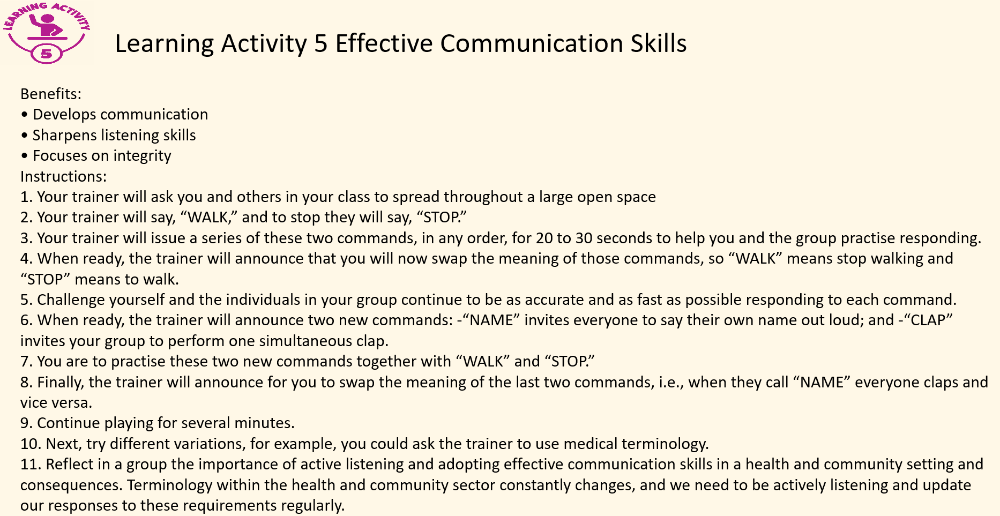 LEARNING ACTIVITY
5
Learning Activity 5 Effective Communication Skills
Benefits:
• Develops communication
• Sharpens listening skills
• Focuses on integrity
Instructions:
1. Your trainer will ask you and others in your class to spread throughout a large open space
2. Your trainer will say, “WALK,” and to stop they will say, “STOP.”
3. Your trainer will issue a series of these two commands, in any order, for 20 to 30 seconds to help you and the group practise responding.
4. When ready, the trainer will announce that you will now swap the meaning of those commands, so “WALK” means stop walking and
“STOP” means to walk.
5. Challenge yourself and the individuals in your group continue to be as accurate and as fast as possible responding to each command.
6. When ready, the trainer will announce two new commands: -“NAME” invites everyone to say their own name out loud; and -“CLAP”
invites your group to perform one simultaneous clap.
7. You are to practise these two new commands together with “WALK” and “STOP.”
8. Finally, the trainer will announce for you to swap the meaning of the last two commands, i.e., when they call “NAME” everyone claps and
vice versa.
9. Continue playing for several minutes.
10. Next, try different variations, for example, you could ask the trainer to use medical terminology.
11. Reflect in a group the importance of active listening and adopting effective communication skills in a health and community setting and
consequences. Terminology within the health and community sector constantly changes, and we need to be actively listening and update
our responses to these requirements regularly.